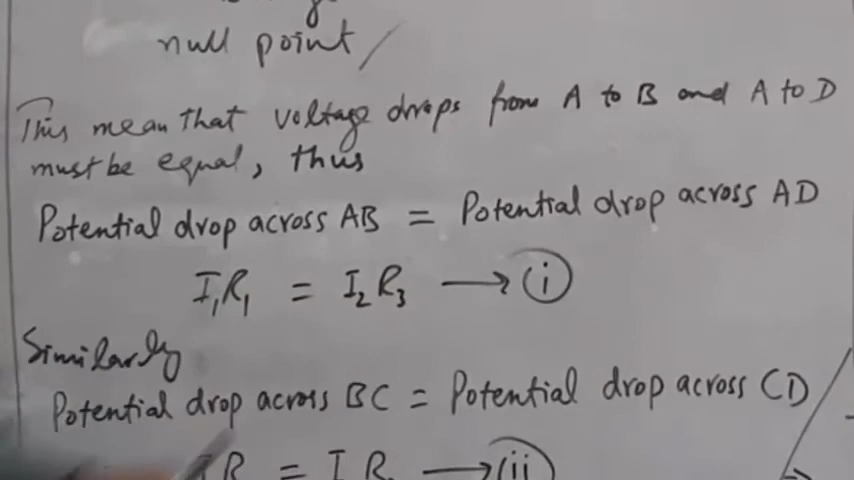 null point
This mean that voltage drops from A to B and A to D
must be equal, thus
Potential drop across AB = Potential drop across AD
I₁R₁ = I₂R₃ → (i)
Similarly
Potential drop across BC = Potential drop across CD
= → (ii)